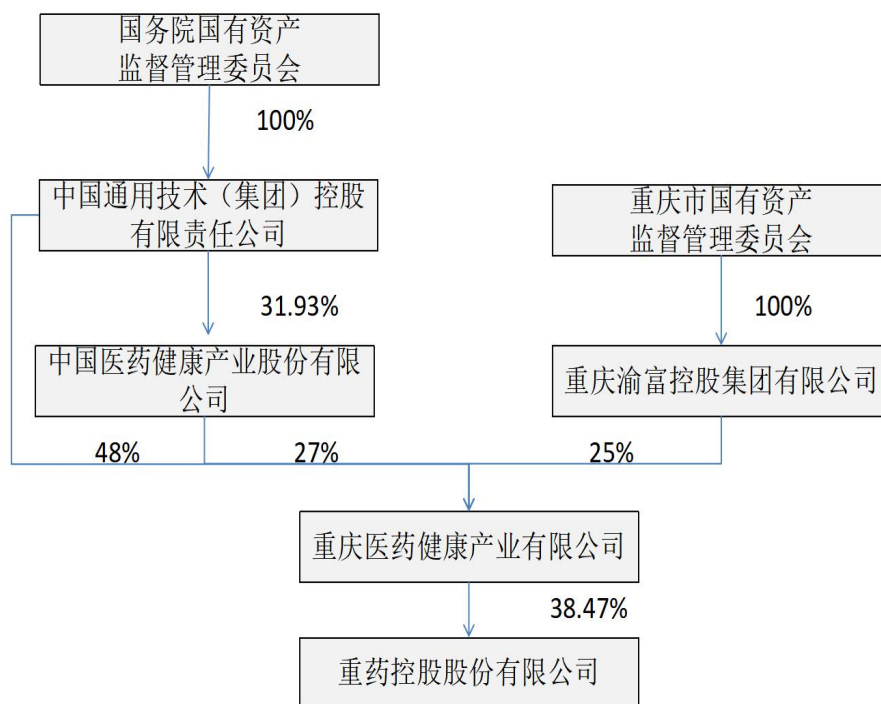 国务院国有资产
监督管理委员会
100%
中国通用技术（集团）控股
有限责任公司
重庆市国有资产
监督管理委员会
31.93%
100%
中国医药健康产业股份有限
公司
重庆渝富控股集团有限公司
48%
27%
25%
重庆医药健康产业有限公司
38.47%
重药控股股份有限公司